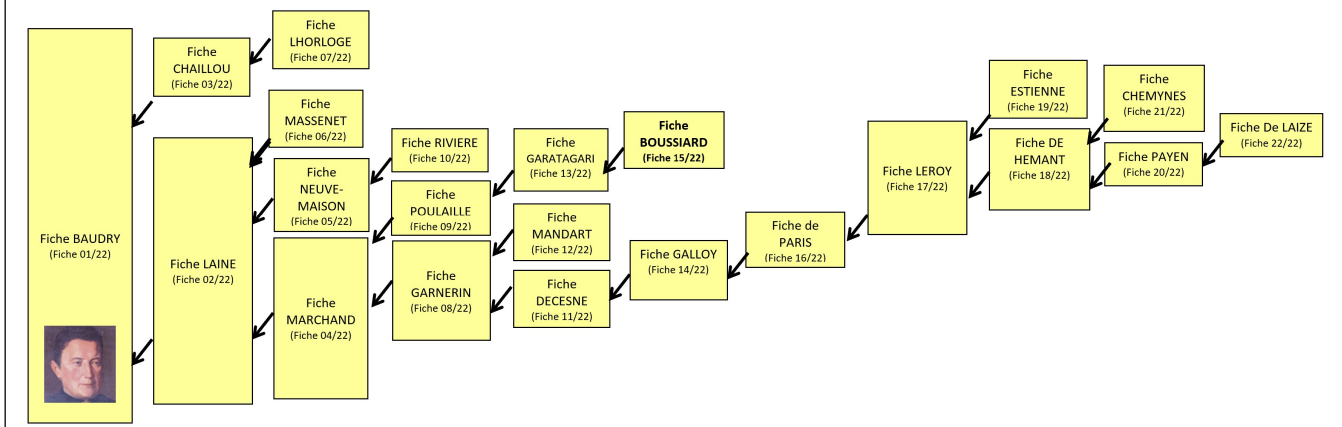 Fiche BAUDRY
(Fiche 01/22)
Fiche
CHAILLOU
(Fiche 03/22)
Fiche LAINE
(Fiche 02/22)
Fiche
LHORLOGE
(Fiche 07/22)
Fiche
MASSENET
(Fiche 06/22)
Fiche
NEUVE-
MAISON
(Fiche 05/22)
Fiche
MARCHAND
(Fiche 04/22)
Fiche RIVIERE
(Fiche 10/22)
Fiche
POULAILLE
(Fiche 09/22)
Fiche
GARNERIN
(Fiche 08/22)
Fiche
GARATAGARI
(Fiche 13/22)
Fiche
MANDART
(Fiche 12/22)
Fiche
DECESNE
(Fiche 11/22)
Fiche
BOUSSIARD
(Fiche 15/22)
Fiche GALLOY
(Fiche 14/22)
Fiche de
PARIS
(Fiche 16/22)
Fiche LEROY
(Fiche 17/22)
Fiche
ESTIENNE
(Fiche 19/22)
Fiche DE
HEMANT
(Fiche 18/22)
Fiche
CHEMYNES
(Fiche 21/22)
Fiche PAYEN
(Fiche 20/22)
Fiche De LAIZE
(Fiche 22/22)